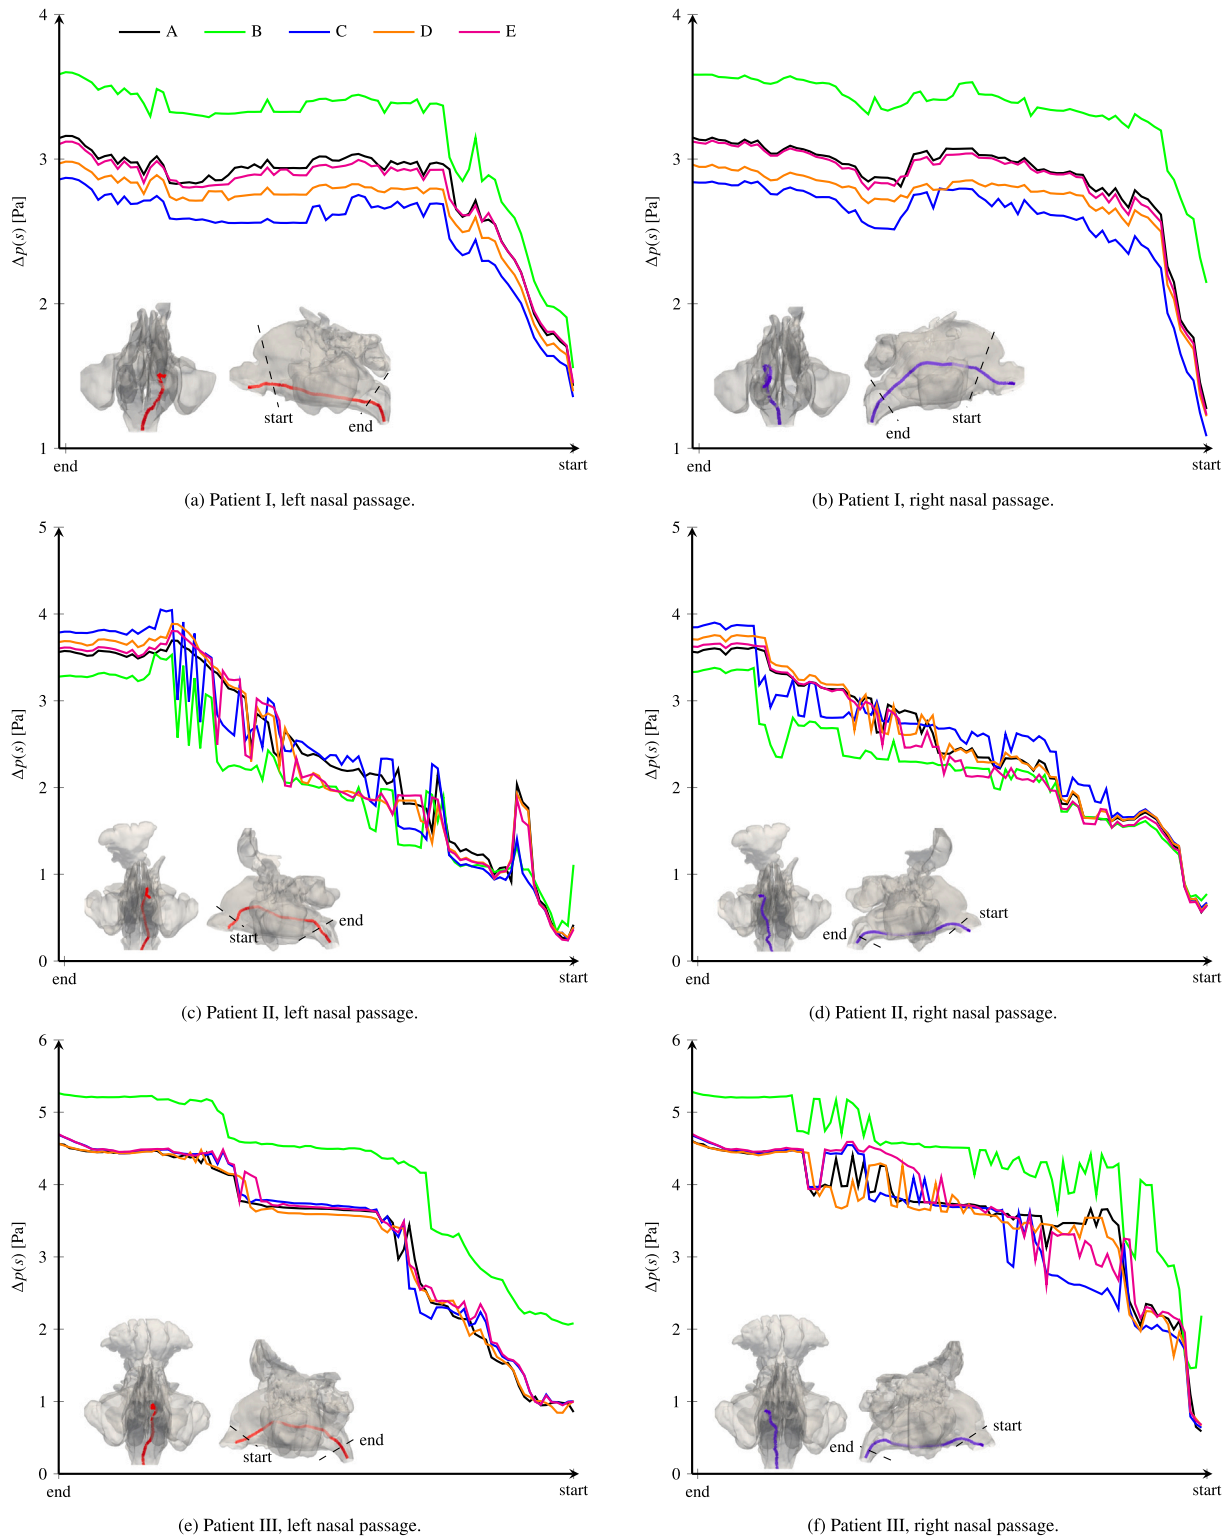 A B C D E
4
3
2
1
Δp(s) [Pa]
start
end
end
start
(a) Patient I, left nasal passage.
4
3
2
1
Δp(s) [Pa]
start
end
end
start
(b) Patient I, right nasal passage.
5
4
3
2
1
0
Δp(s) [Pa]
end
start
end
start
(c) Patient II, left nasal passage.
5
4
3
2
1
0
Δp(s) [Pa]
start
end
end
start
(d) Patient II, right nasal passage.
6
5
4
3
2
1
0
Δp(s) [Pa]
end
start
end
start
(e) Patient III, left nasal passage.
6
5
4
3
2
1
0
Δp(s) [Pa]
start
end
end
start
(f) Patient III, right nasal passage.